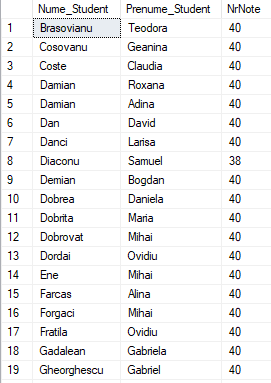 Nume_Student Prenume_Student NrNote
1 Brasovianu Teodora 40
2 Cosovanu Geanina 40
3 Coste Claudia 40
4 Damian Roxana 40
5 Damian Adina 40
6 Dan David 40
7 Danci Larisa 40
8 Diaconu Samuel 38
9 Demian Bogdan 40
10 Dobrea Daniela 40
11 Dobrita Maria 40
12 Dobrovat Mihai 40
13 Dordai Ovidiu 40
14 Ene Mihai 40
15 Farcas Alina 40
16 Forgaci Mihai 40
17 Fratila Ovidiu 40
18 Gadalean Gabriela 40
19 Gheorghescu Gabriel 40